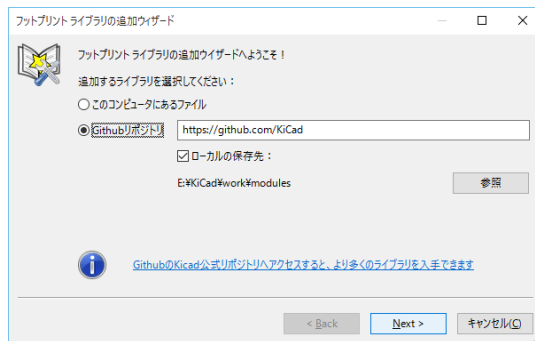 フットプリント ライブラリの追加ウィザード
フットプリント ライブラリの追加ウイザードへようこそ！
追加するライブラリを選択してください：
このコンピュータにあるファイル
Githubリポジトリ https://github.com/KiCad
ローカルの保存先：
E:¥KiCad¥work¥modules 参照
GithubのKicad公式リポジトリへアクセスすると、より多くのライブラリを入手できます
< Back Next > キャンセル(C)